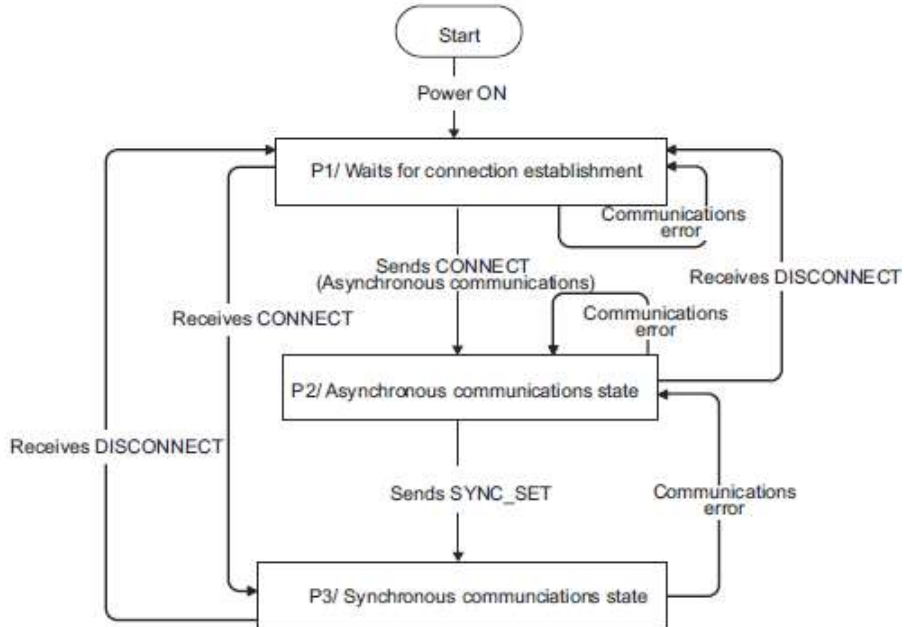 Start
Power ON
P1/ Waits for connection establishment
Communications
error
Sends CONNECT
(Asynchronous communications)
Receives DISCONNECT
Receives CONNECT
Communications
error
P2/ Asynchronous communications state
Receives DISCONNECT
Sends SYNC_SET
Communications
error
P3/ Synchronous communciations state